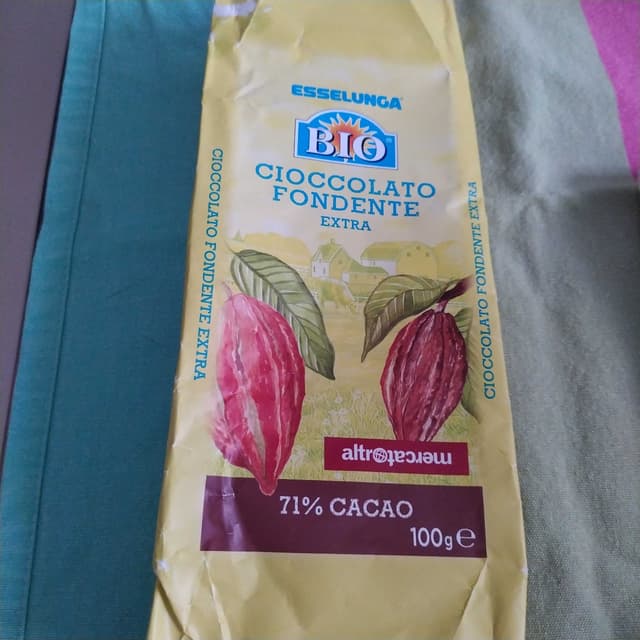 ESSELUNGA
BIO
CIOCCOLATO
FONDENTE
EXTRA
CIOCCOLATO FONDENTE EXTRA
CIOCCOLATO FONDENTE EXTRA
altromercato
71% CACAO
100g e